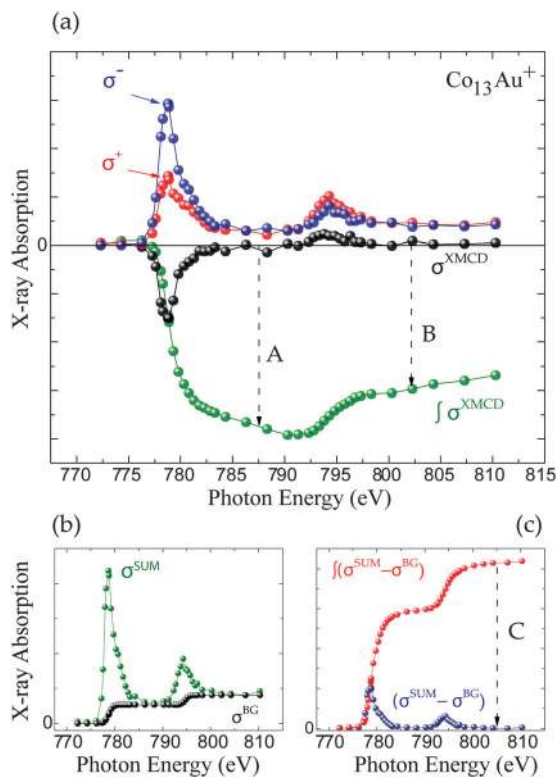 (a)
σ⁻
Co₁₃Au⁺
σ⁺
X-ray Absorption
0
σ^XMCD
A
B
∫ σ^XMCD
770 775 780 785 790 795 800 805 810
Photon Energy (eV)
(b)
(c)
X-ray Absorption
σ^SUM
σ^BG
0
770 780 790 800 810
Photon Energy (eV)
∫(σ^SUM−σ^BG)
C
(σ^SUM−σ^BG)
0
770 780 790 800 810
Photon Energy (eV)